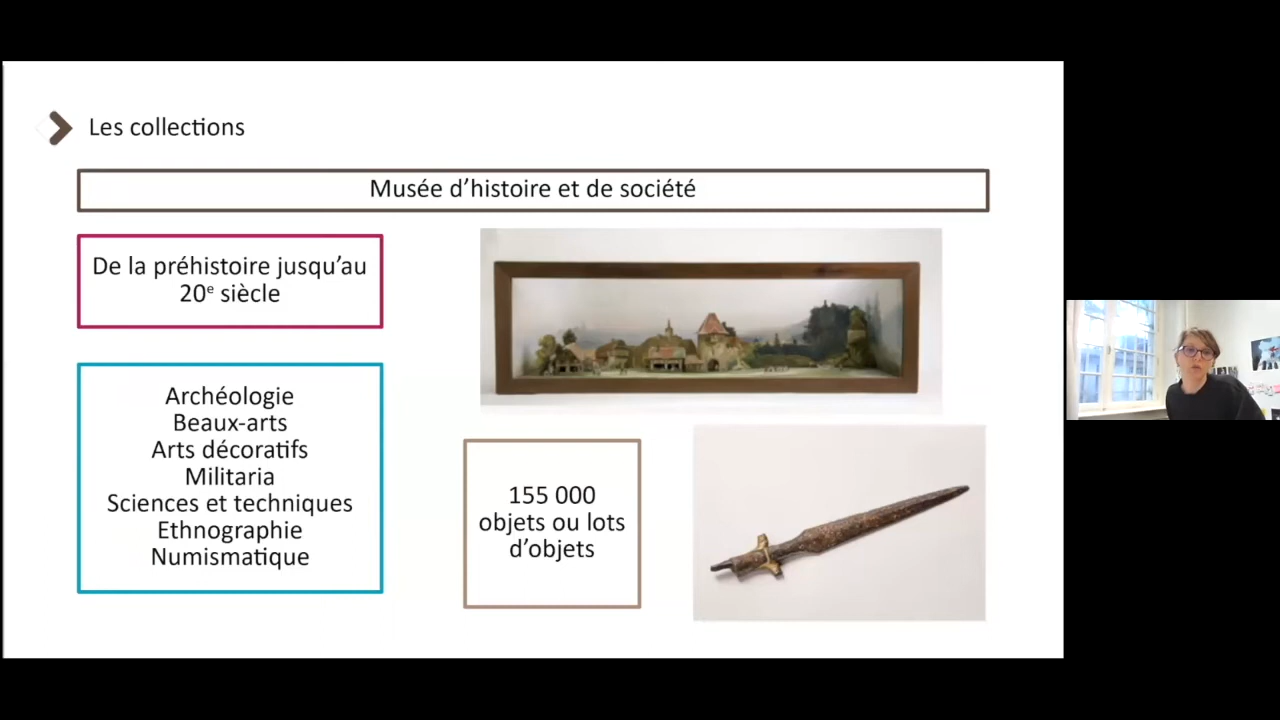 Les collections
Musée d’histoire et de société
De la préhistoire jusqu’au
20e siècle
Archéologie
Beaux-arts
Arts décoratifs
Militaria
Sciences et techniques
Ethnographie
Numismatique
155 000
objets ou lots
d’objets